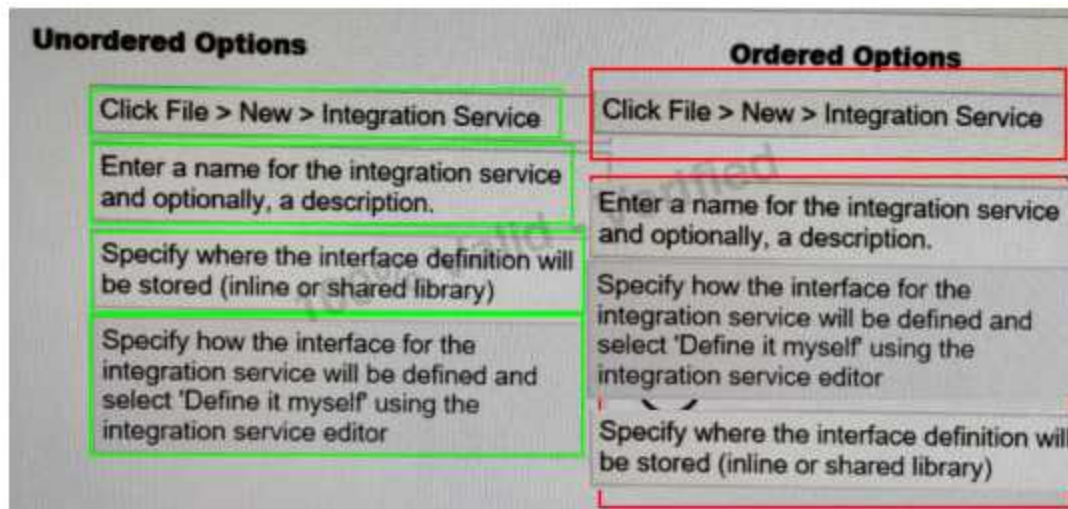 Unordered Options
Click File > New > Integration Service
Enter a name for the integration service
and optionally, a description.
Specify where the interface definition will
be stored (inline or shared library)
Specify how the interface for the
integration service will be defined and
select 'Define it myself' using the
integration service editor
Ordered Options
Click File > New > Integration Service
Enter a name for the integration service
and optionally, a description.
Specify how the interface for the
integration service will be defined and
select 'Define it myself' using the
integration service editor
Specify where the interface definition will
be stored (inline or shared library)
100% Valid - Verified